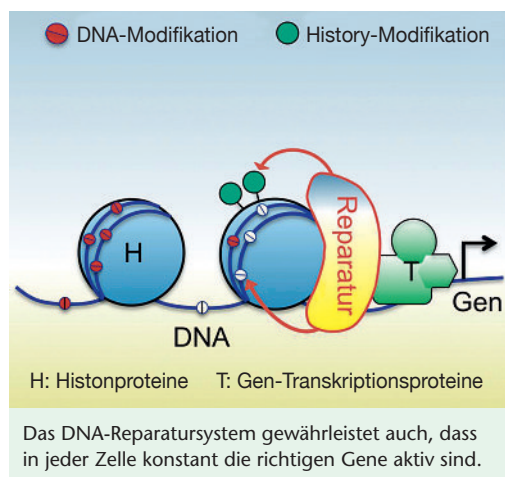 DNA-Modifikation
History-Modifikation
Reparatur
H
T
Gen
DNA
H: Histonproteine
T: Gen-Transkriptionsproteine
Das DNA-Reparatursystem gewährleistet auch, dass
in jeder Zelle konstant die richtigen Gene aktiv sind.